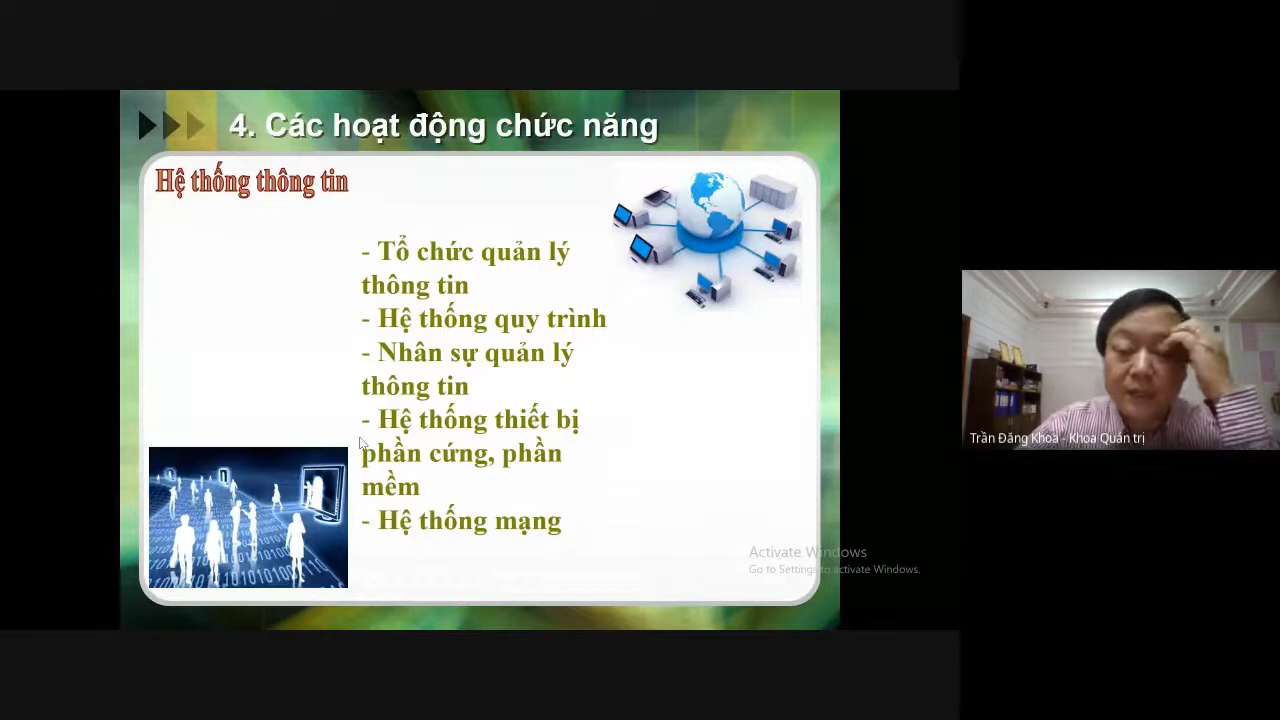 4. Các hoạt động chức năng
Hệ thống thông tin
- Tổ chức quản lý
thông tin
- Hệ thống quy trình
- Nhân sự quản lý
thông tin
- Hệ thống thiết bị
phần cứng, phần
mềm
- Hệ thống mạng
Activate Windows
Go to Settings to activate Windows.
Trần Đăng Khoa - Khoa Quản trị